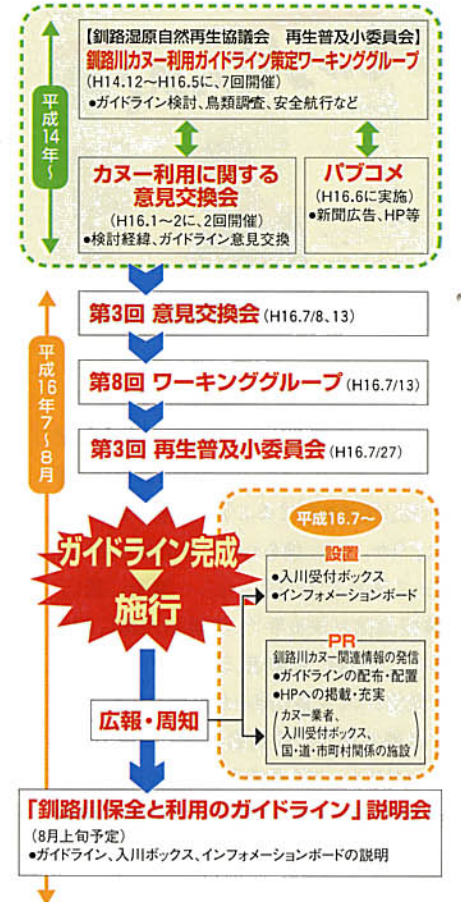 【釧路湿原自然再生協議会　再生普及小委員会】
釧路川カヌー利用ガイドライン策定ワーキンググループ
(H14.12～H16.5に、7回開催)
●ガイドライン検討、鳥類調査、安全航行など
平成14年～
カヌー利用に関する
意見交換会
(H16.1～2に、2回開催)
●検討経緯、ガイドライン意見交換
パブコメ
(H16.6に実施)
●新聞広告、HP等
平成16年7～8月
第3回 意見交換会(H16.7/8、13)
第8回 ワーキンググループ(H16.7/13)
第3回 再生普及小委員会(H16.7/27)
ガイドライン完成
施行
平成16.7～
設置
●入川受付ボックス
●インフォメーションボード
PR
釧路川カヌー関連情報の発信
●ガイドラインの配布・配置
●HPへの掲載・充実
(カヌー業者、
入川受付ボックス、
国・道・市町村関係の施設)
広報・周知
「釧路川保全と利用のガイドライン」説明会
(8月上旬予定)
●ガイドライン、入川ボックス、インフォメーションボードの説明